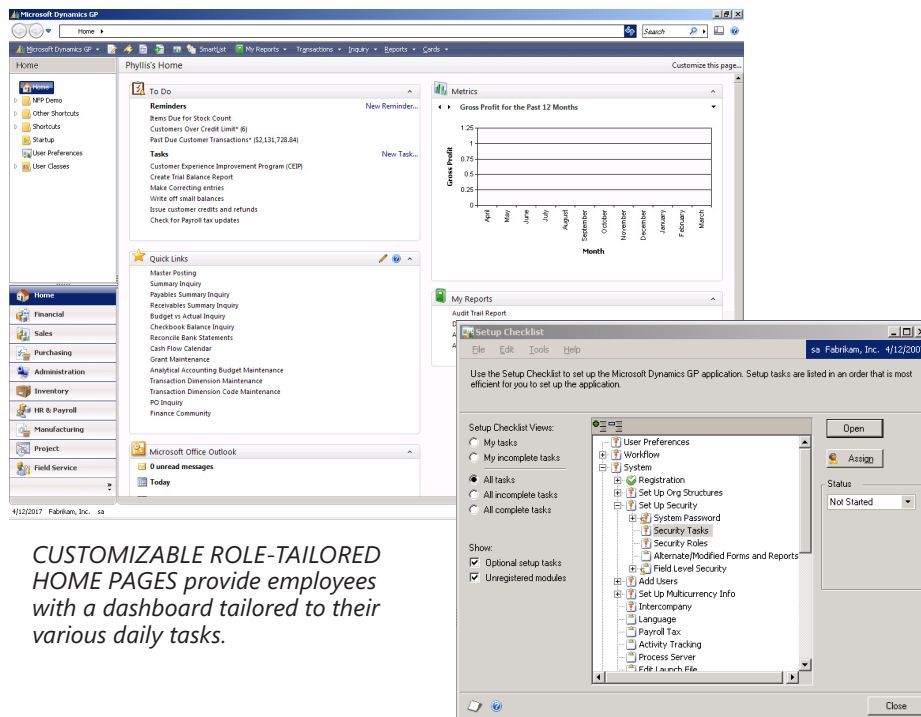 Microsoft Dynamics GP
Home
Search
Microsoft Dynamics GP
SmartList
My Reports
Transactions
Inquiry
Reports
Cards
Home
Phyllis's Home
Customize this page...
Home
NFP Demo
Other Shortcuts
Shortcuts
Startup
User Preferences
User Classes
To Do
Reminders
New Reminder...
Items Due for Stock Count
Customers Over Credit Limit* (6)
Past Due Customer Transactions* ($2,131,728.84)
Tasks
New Task...
Customer Experience Improvement Program (CEIP)
Create Trial Balance Report
Make Correcting entries
Write off small balances
Issue customer credits and refunds
Check for Payroll tax updates
Quick Links
Master Posting
Summary Inquiry
Payables Summary Inquiry
Receivables Summary Inquiry
Budget vs Actual Inquiry
Checkbook Balance Inquiry
Reconcile Bank Statements
Cash Flow Calendar
Grant Maintenance
Analytical Accounting Budget Maintenance
Transaction Dimension Maintenance
Transaction Dimension Code Maintenance
PO Inquiry
Finance Community
Microsoft Office Outlook
0 unread messages
Today
Metrics
Gross Profit for the Past 12 Months
1.25
1
0.75
0.5
0.25
0
Gross Profit
April
May
June
July
August
September
October
November
December
January
February
March
Month
My Reports
Audit Trail Report
Home
Financial
Sales
Purchasing
Administration
Inventory
HR & Payroll
Manufacturing
Project
Field Service
4/12/2017 Fabrikam, Inc. sa
CUSTOMIZABLE ROLE-TAILORED
HOME PAGES provide employees
with a dashboard tailored to their
various daily tasks.
Setup Checklist
File Edit Tools Help
sa Fabrikam, Inc. 4/12/200
Use the Setup Checklist to set up the Microsoft Dynamics GP application. Setup tasks are listed in an order that is most
efficient for you to set up the application.
Setup Checklist Views:
My tasks
My incomplete tasks
All tasks
All incomplete tasks
All complete tasks
Show:
Optional setup tasks
Unregistered modules
User Preferences
Workflow
System
Registration
Set Up Org Structures
Set Up Security
System Password
Security Tasks
Security Roles
Alternate/Modified Forms and Reports
Field Level Security
Add Users
Set Up Multicurrency Info
Intercompany
Language
Payroll Tax
Activity Tracking
Process Server
Edit Launch File
Open
Assign
Status
Not Started
Close